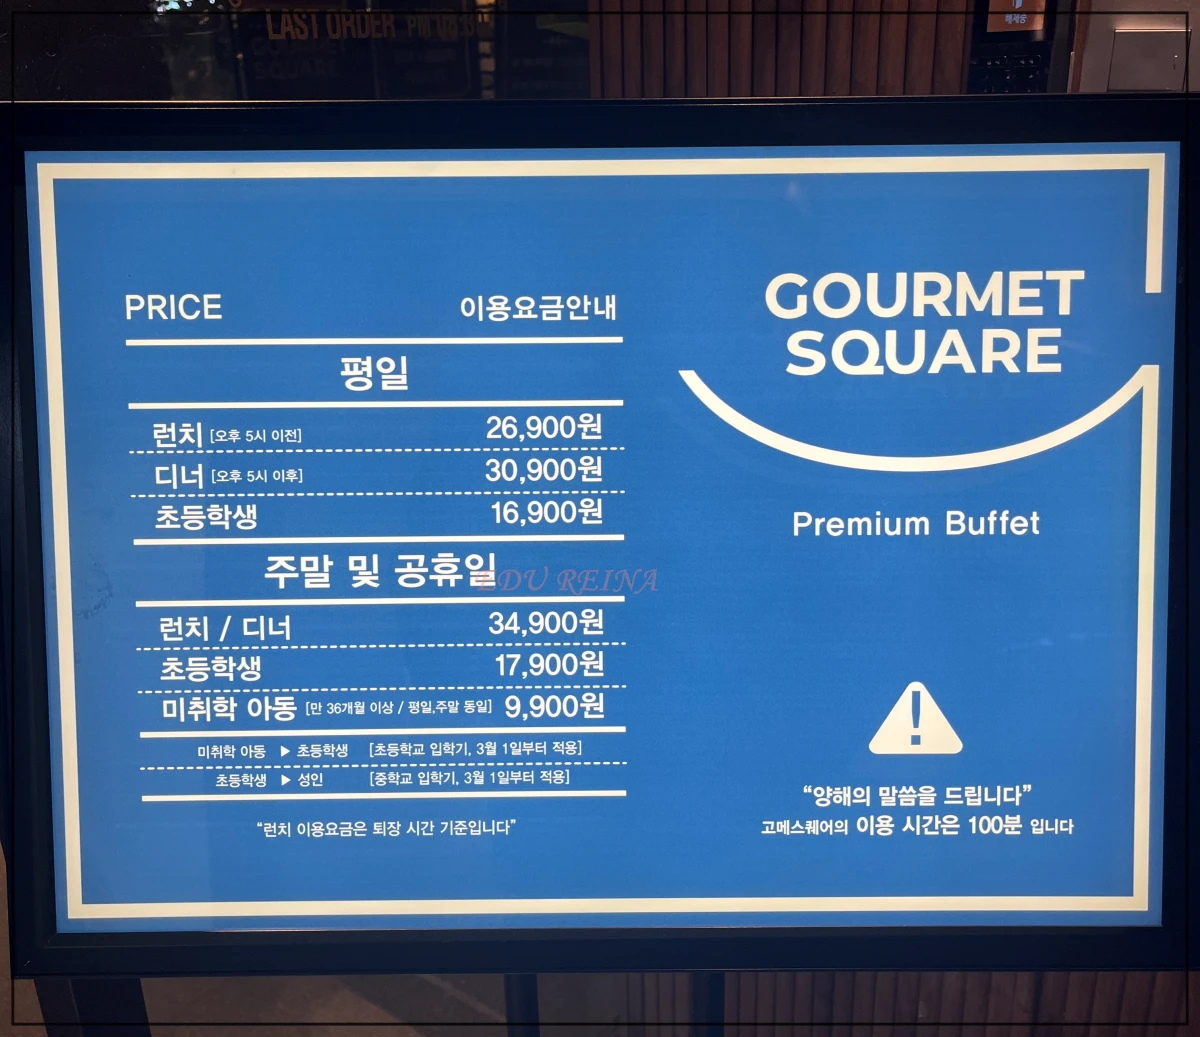 LAST ORDER PM
SQUARE
해제중
PRICE 이용요금안내
평일
런치 [오후 5시 이전] 26,900원
디너 [오후 5시 이후] 30,900원
초등학생 16,900원
주말 및 공휴일
런치 / 디너 34,900원
초등학생 17,900원
미취학 아동 [만 36개월 이상 / 평일,주말 동일] 9,900원
미취학 아동 ▶ 초등학생 [초등학교 입학기, 3월 1일부터 적용]
초등학생 ▶ 성인 [중학교 입학기, 3월 1일부터 적용]
“런치 이용요금은 퇴장 시간 기준입니다”
EDU REINA
GOURMET
SQUARE
Premium Buffet
“양해의 말씀을 드립니다”
고메스퀘어의 이용 시간은 100분 입니다